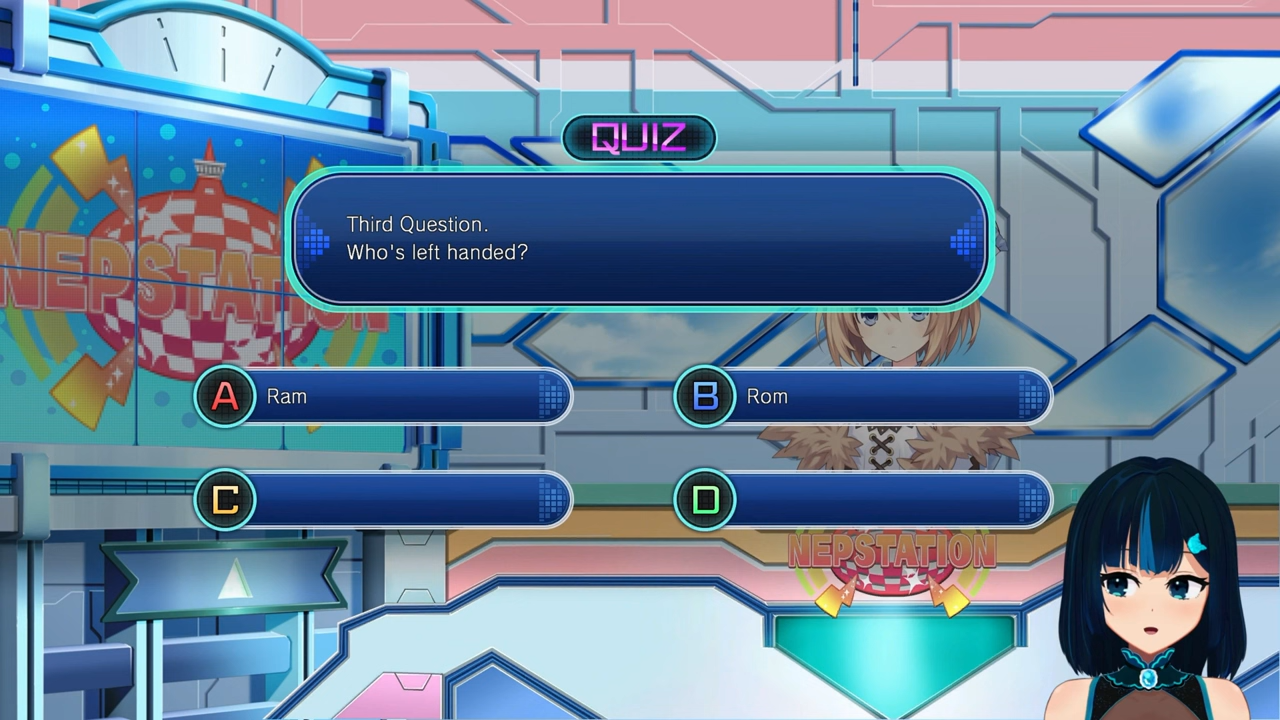 QUIZ
Third Question.
Who's left handed?
A Ram
B Rom
C
D
NEPSTATION
NEPSTATION